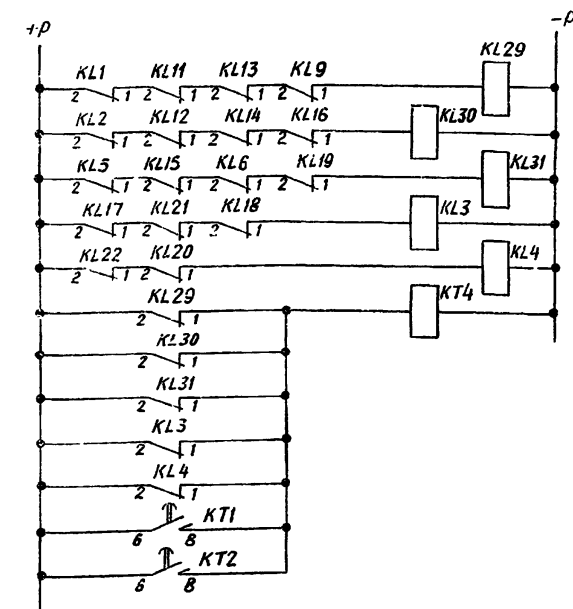 +P -P
KL1 KL11 KL13 KL9 KL29
2 1 2 1 2 1 2 1
KL2 KL12 KL14 KL16 KL30
2 1 2 1 2 1 2 1
KL5 KL15 KL6 KL19 KL31
2 1 2 1 2 1 2 1
KL17 KL21 KL18 KL3
2 1 2 1 2 1
KL22 KL20 KL4
2 1 2 1
KL29 KT4
2 1
KL30
2 1
KL31
2 1
KL3
2 1
KL4
2 1
KT1
6 8
KT2
6 8